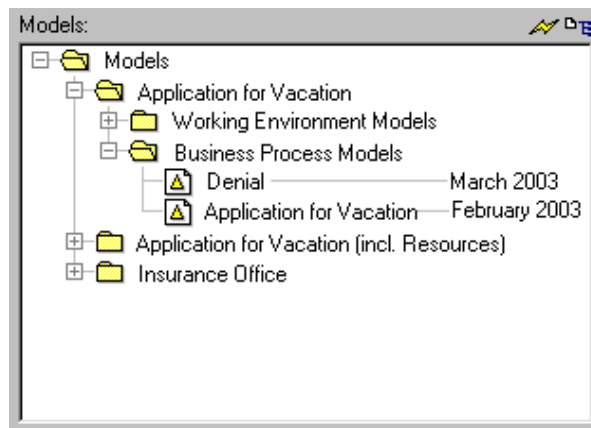 Models:
Models
Application for Vacation
Working Environment Models
Business Process Models
Denial March 2003
Application for Vacation February 2003
Application for Vacation (incl. Resources)
Insurance Office